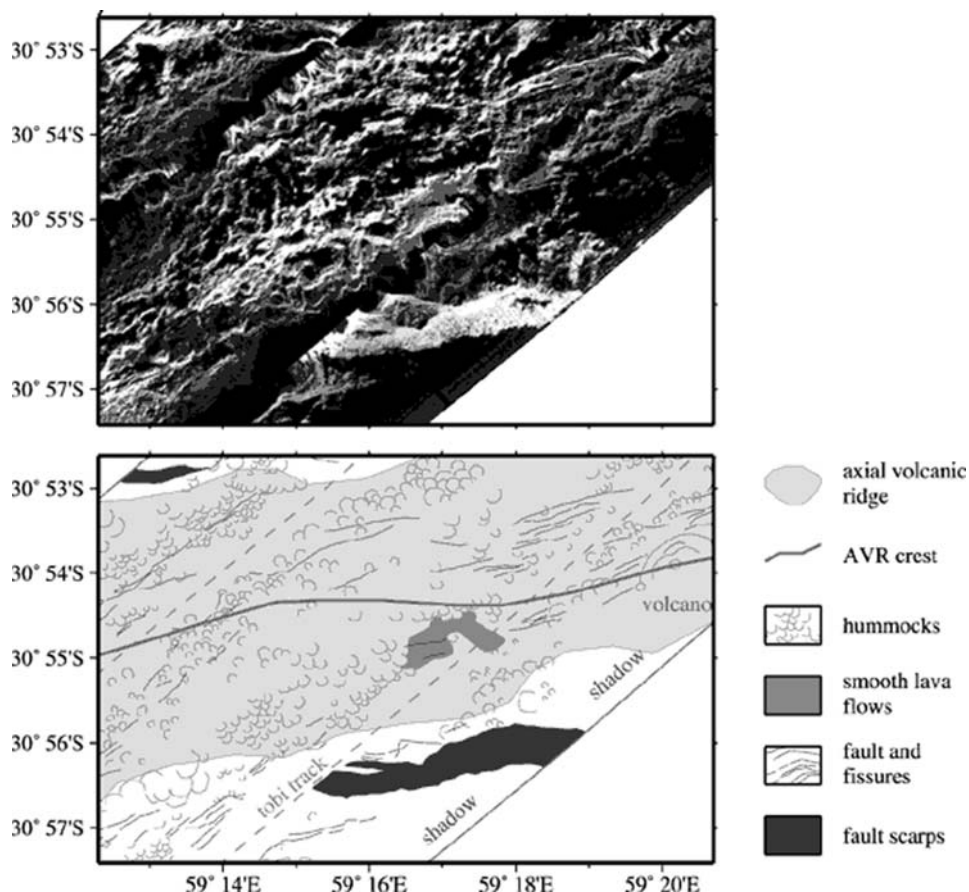 30° 53'S
30° 54'S
30° 55'S
30° 56'S
30° 57'S
30° 53'S
30° 54'S
30° 55'S
30° 56'S
30° 57'S
volcano
shadow
tobi track
shadow
59° 14'E
59° 16'E
59° 18'E
59° 20'E
axial volcanic
ridge
AVR crest
hummocks
smooth lava
flows
fault and
fissures
fault scarps